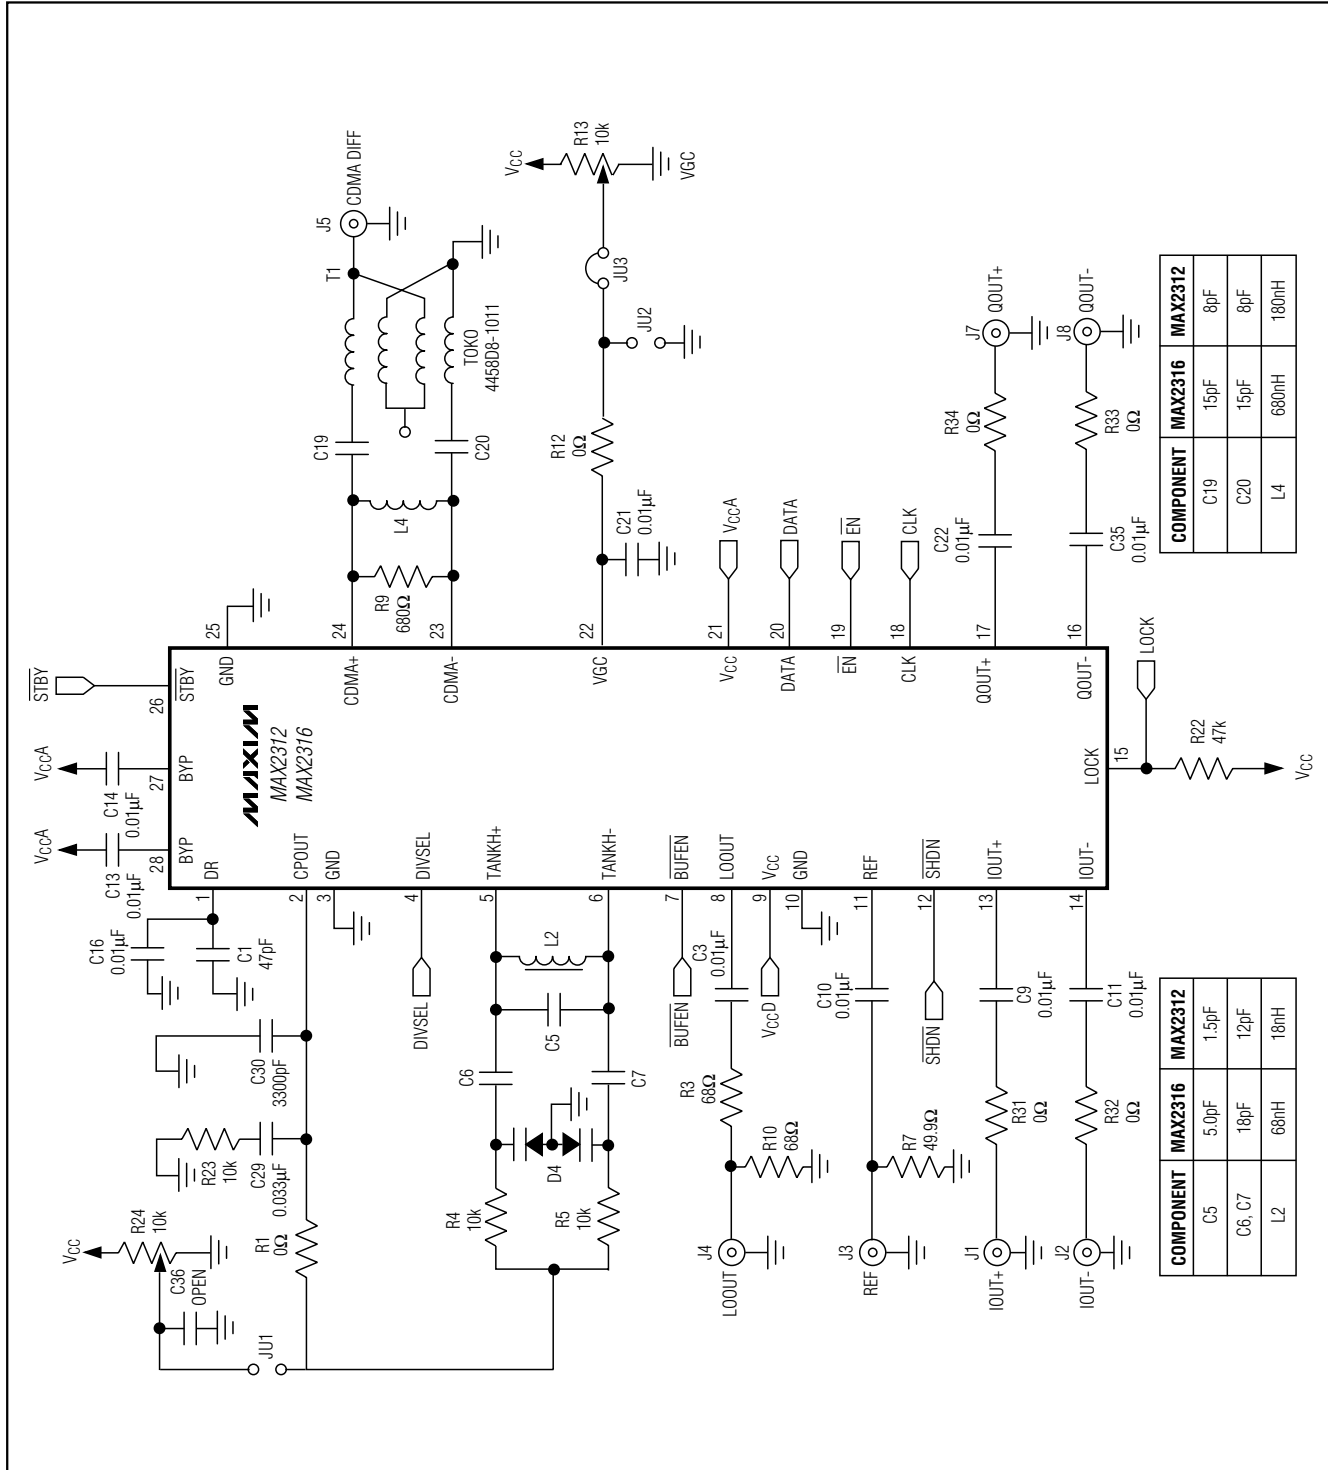 VCC
R24
10k
C36
OPEN
JU1
R23
10k
C29
0.033µF
R1
0Ω
C30
3300pF
C16
0.01µF
C1
47pF
VCCA
C13
0.01µF
VCCA
C14
0.01µF
STBY
28
BYP
27
BYP
26
STBY
MAXIM
MAX2312
MAX2316
1
DR
2
CPOUT
3
GND
4
DIVSEL
DIVSEL
5
TANKH+
6
TANKH-
R4
10k
R5
10k
D4
C6
C7
C5
L2
7
BUFEN
BUFEN
8
LOOUT
C3
0.01µF
R3
68Ω
R10
68Ω
J4
LOOUT
9
VCC
VCCD
10
GND
11
REF
C10
0.01µF
R7
49.9Ω
J3
REF
12
SHDN
SHDN
13
IOUT+
C9
0.01µF
R31
0Ω
J1
IOUT+
14
IOUT-
C11
0.01µF
R32
0Ω
J2
IOUT-
25
GND
24
CDMA+
23
CDMA-
R9
680Ω
L4
C19
C20
T1
TOKO
4458D8-1011
J5
CDMA DIFF
22
VGC
C21
0.01µF
R12
0Ω
JU2
JU3
VCC
R13
10k
VGC
21
VCC
VCCA
20
DATA
DATA
19
EN
EN
18
CLK
CLK
17
QOUT+
C22
0.01µF
R34
0Ω
J7
QOUT+
16
QOUT-
C35
0.01µF
R33
0Ω
J8
QOUT-
15
LOCK
LOCK
R22
47k
VCC
COMPONENT MAX2316 MAX2312
C5 5.0pF 1.5pF
C6, C7 18pF 12pF
L2 68nH 18nH
COMPONENT MAX2316 MAX2312
C19 15pF 8pF
C20 15pF 8pF
L4 680nH 180nH